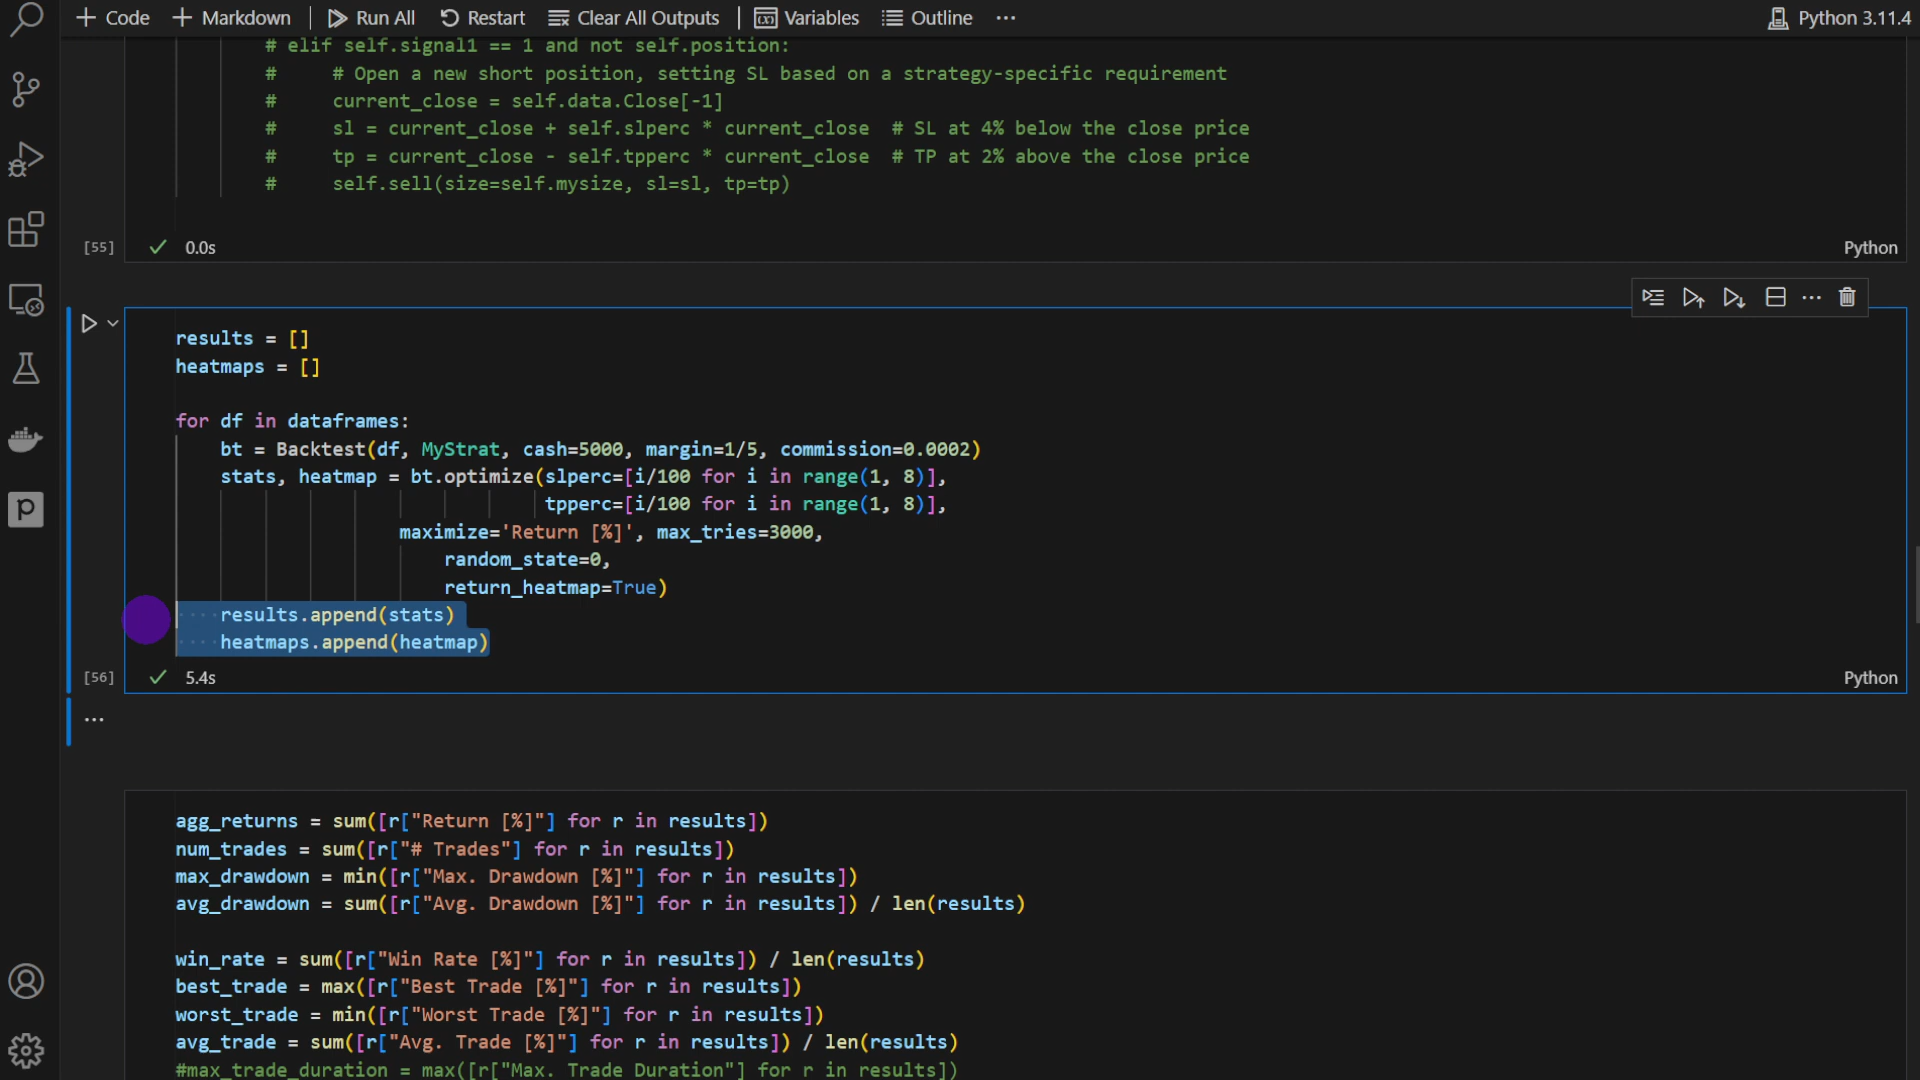 Code Markdown Run All Restart Clear All Outputs Variables Outline ··· Python 3.11.4
# elif self.signal1 == 1 and not self.position:
#     # Open a new short position, setting SL based on a strategy-specific requirement
#     current_close = self.data.Close[-1]
#     sl = current_close + self.slperc * current_close  # SL at 4% below the close price
#     tp = current_close - self.tpperc * current_close  # TP at 2% above the close price
#     self.sell(size=self.mysize, sl=sl, tp=tp)
[55] 0.0s Python
results = []
heatmaps = []
for df in dataframes:
    bt = Backtest(df, MyStrat, cash=5000, margin=1/5, commission=0.0002)
    stats, heatmap = bt.optimize(slperc=[i/100 for i in range(1, 8)],
                                 tpperc=[i/100 for i in range(1, 8)],
                    maximize='Return [%]', max_tries=3000,
                        random_state=0,
                        return_heatmap=True)
    results.append(stats)
    heatmaps.append(heatmap)
[56] 5.4s Python
···
agg_returns = sum([r["Return [%]"] for r in results])
num_trades = sum([r["# Trades"] for r in results])
max_drawdown = min([r["Max. Drawdown [%]"] for r in results])
avg_drawdown = sum([r["Avg. Drawdown [%]"] for r in results]) / len(results)
win_rate = sum([r["Win Rate [%]"] for r in results]) / len(results)
best_trade = max([r["Best Trade [%]"] for r in results])
worst_trade = min([r["Worst Trade [%]"] for r in results])
avg_trade = sum([r["Avg. Trade [%]"] for r in results]) / len(results)
#max_trade_duration = max([r["Max. Trade Duration"] for r in results])